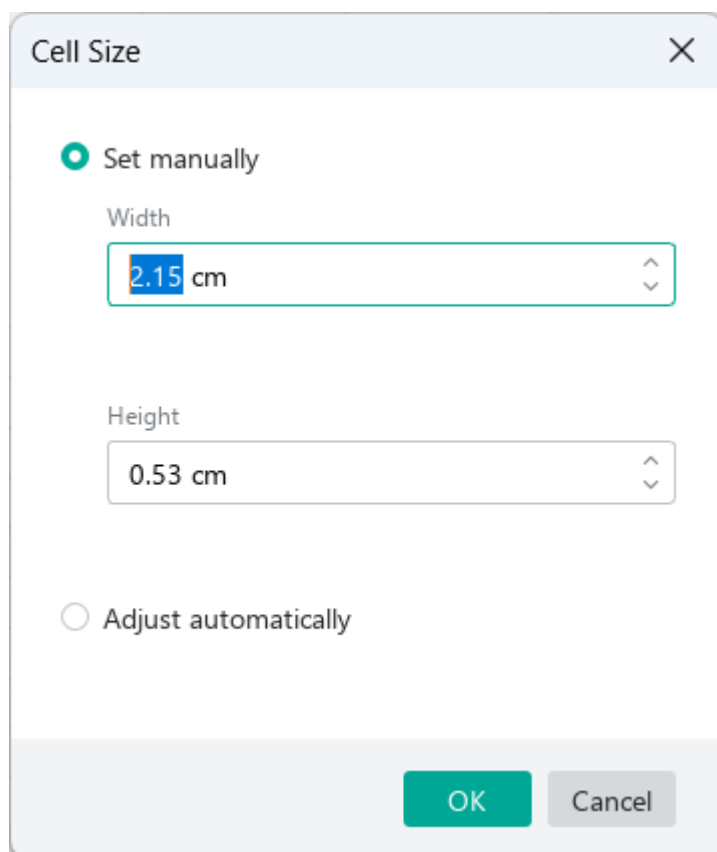 Cell Size
Set manually
Width
2.15 cm
Height
0.53 cm
Adjust automatically
OK Cancel